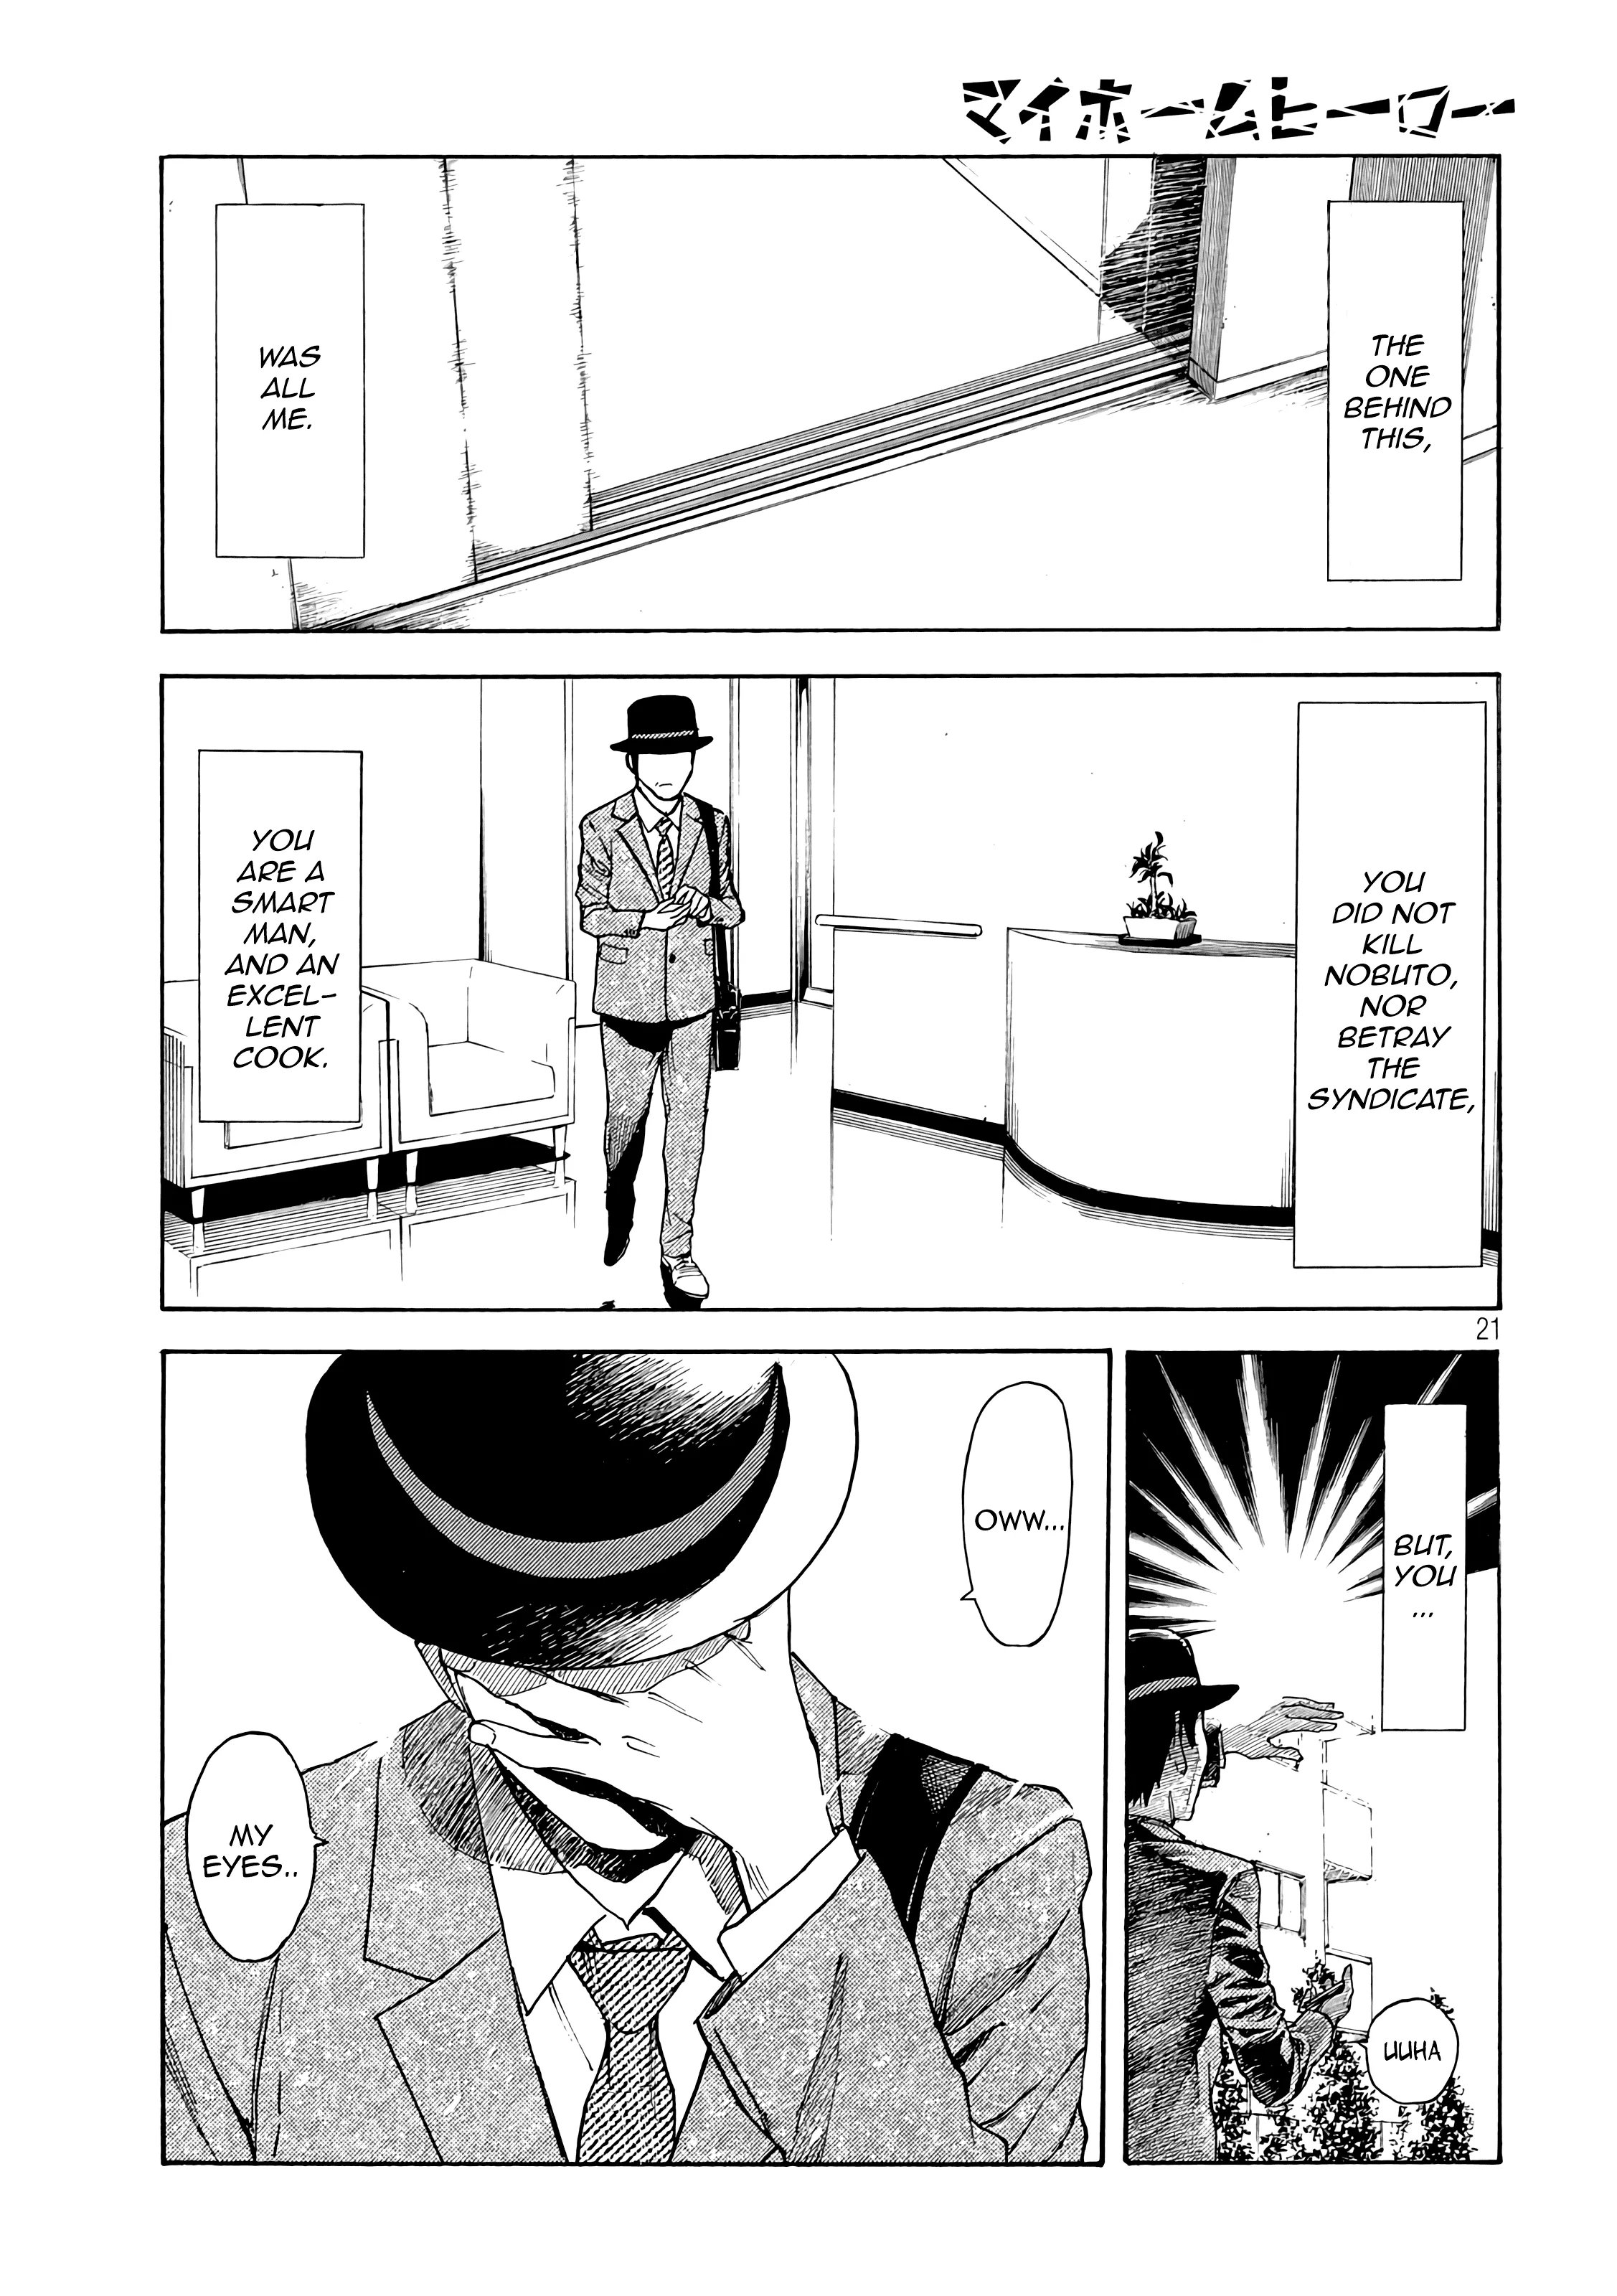 マイホームヒーロー
THE
ONE
BEHIND
THIS,
WAS
ALL
ME.
YOU
DID NOT
KILL
NOBUTO,
NOR
BETRAY
THE
SYNDICATE,
YOU
ARE A
SMART
MAN,
AND AN
EXCEL-
LENT
COOK.
21
BUT,
YOU
...
UUHA
OWW...
MY
EYES..